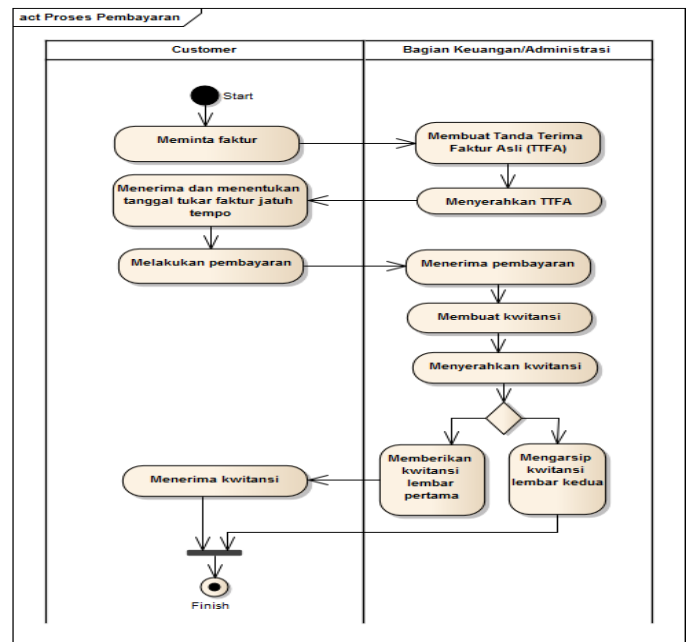 act Proses Pembayaran
Customer
Bagian Keuangan/Administrasi
Start
Meminta faktur
Membuat Tanda Terima
Faktur Asli (TTFA)
Menerima dan menentukan
tanggal tukar faktur jatuh
tempo
Menyerahkan TTFA
Melakukan pembayaran
Menerima pembayaran
Membuat kwitansi
Menyerahkan kwitansi
Memberikan
kwitansi
lembar
pertama
Mengarsip
kwitansi
lembar kedua
Menerima kwitansi
Finish